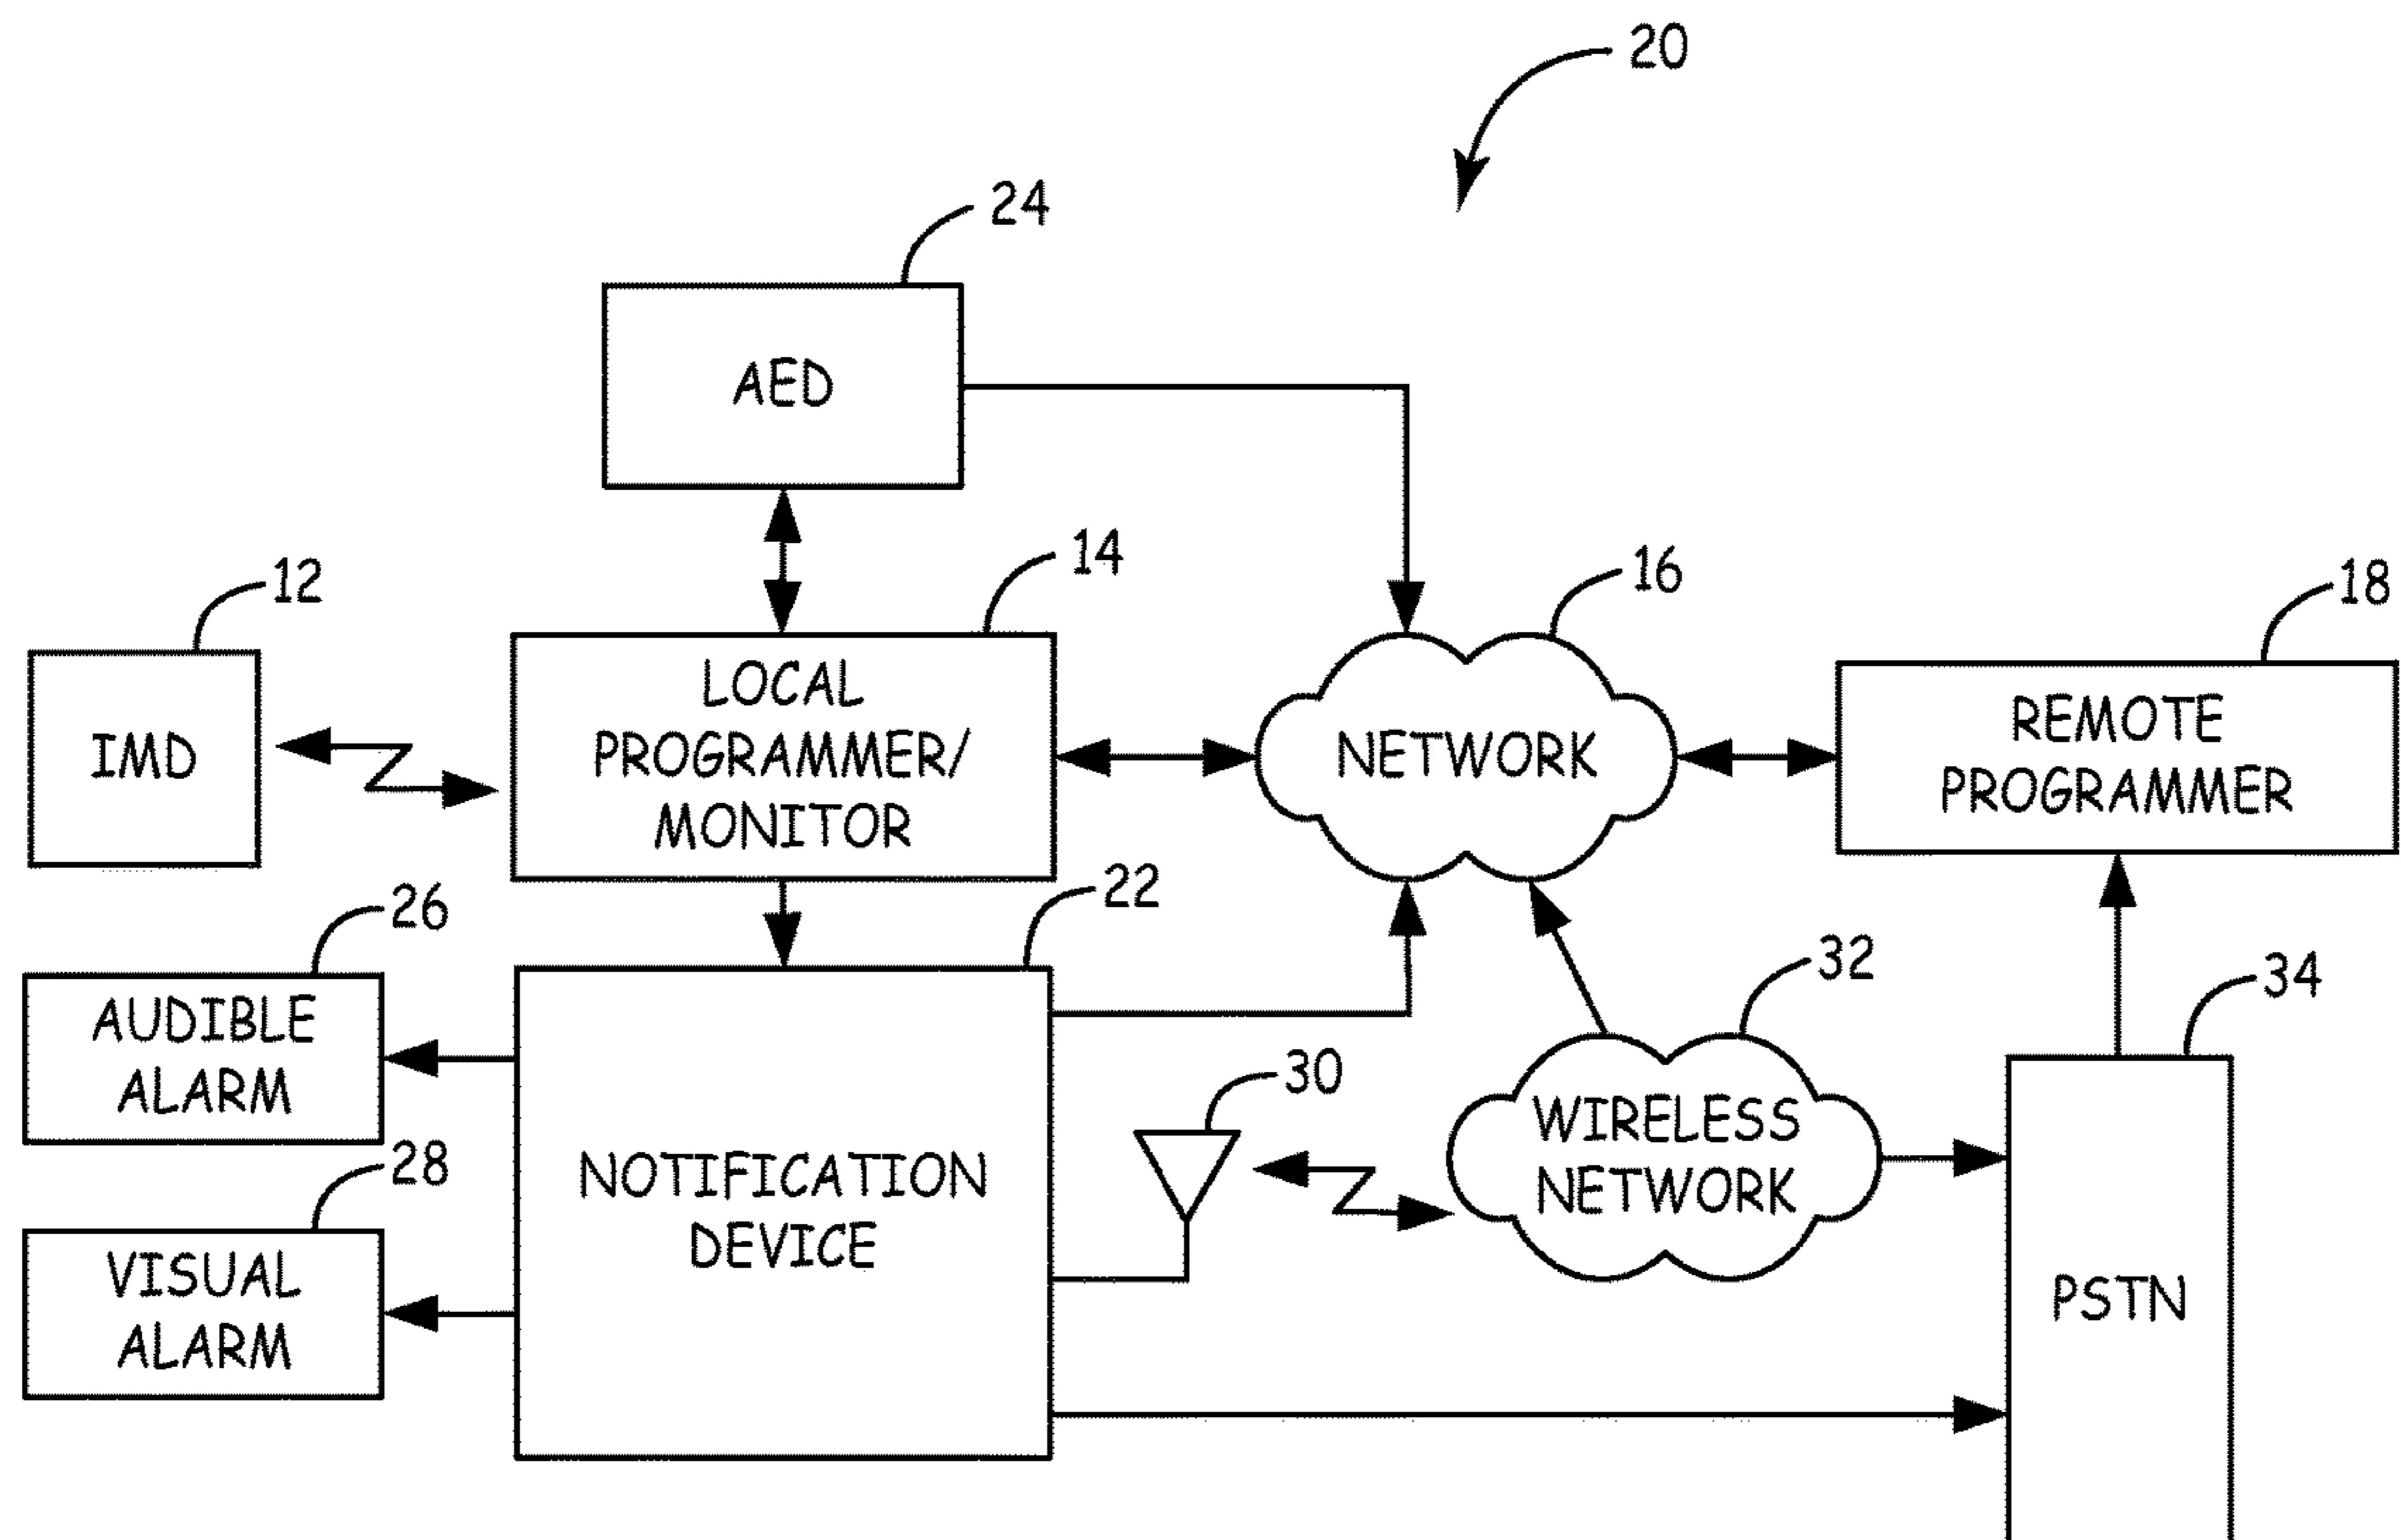 20
24
AED
12
14
16
18
IMD
LOCAL
PROGRAMMER/
MONITOR
NETWORK
REMOTE
PROGRAMMER
26
22
32
34
AUDIBLE
ALARM
28
30
NOTIFICATION
DEVICE
WIRELESS
NETWORK
VISUAL
ALARM
PSTN